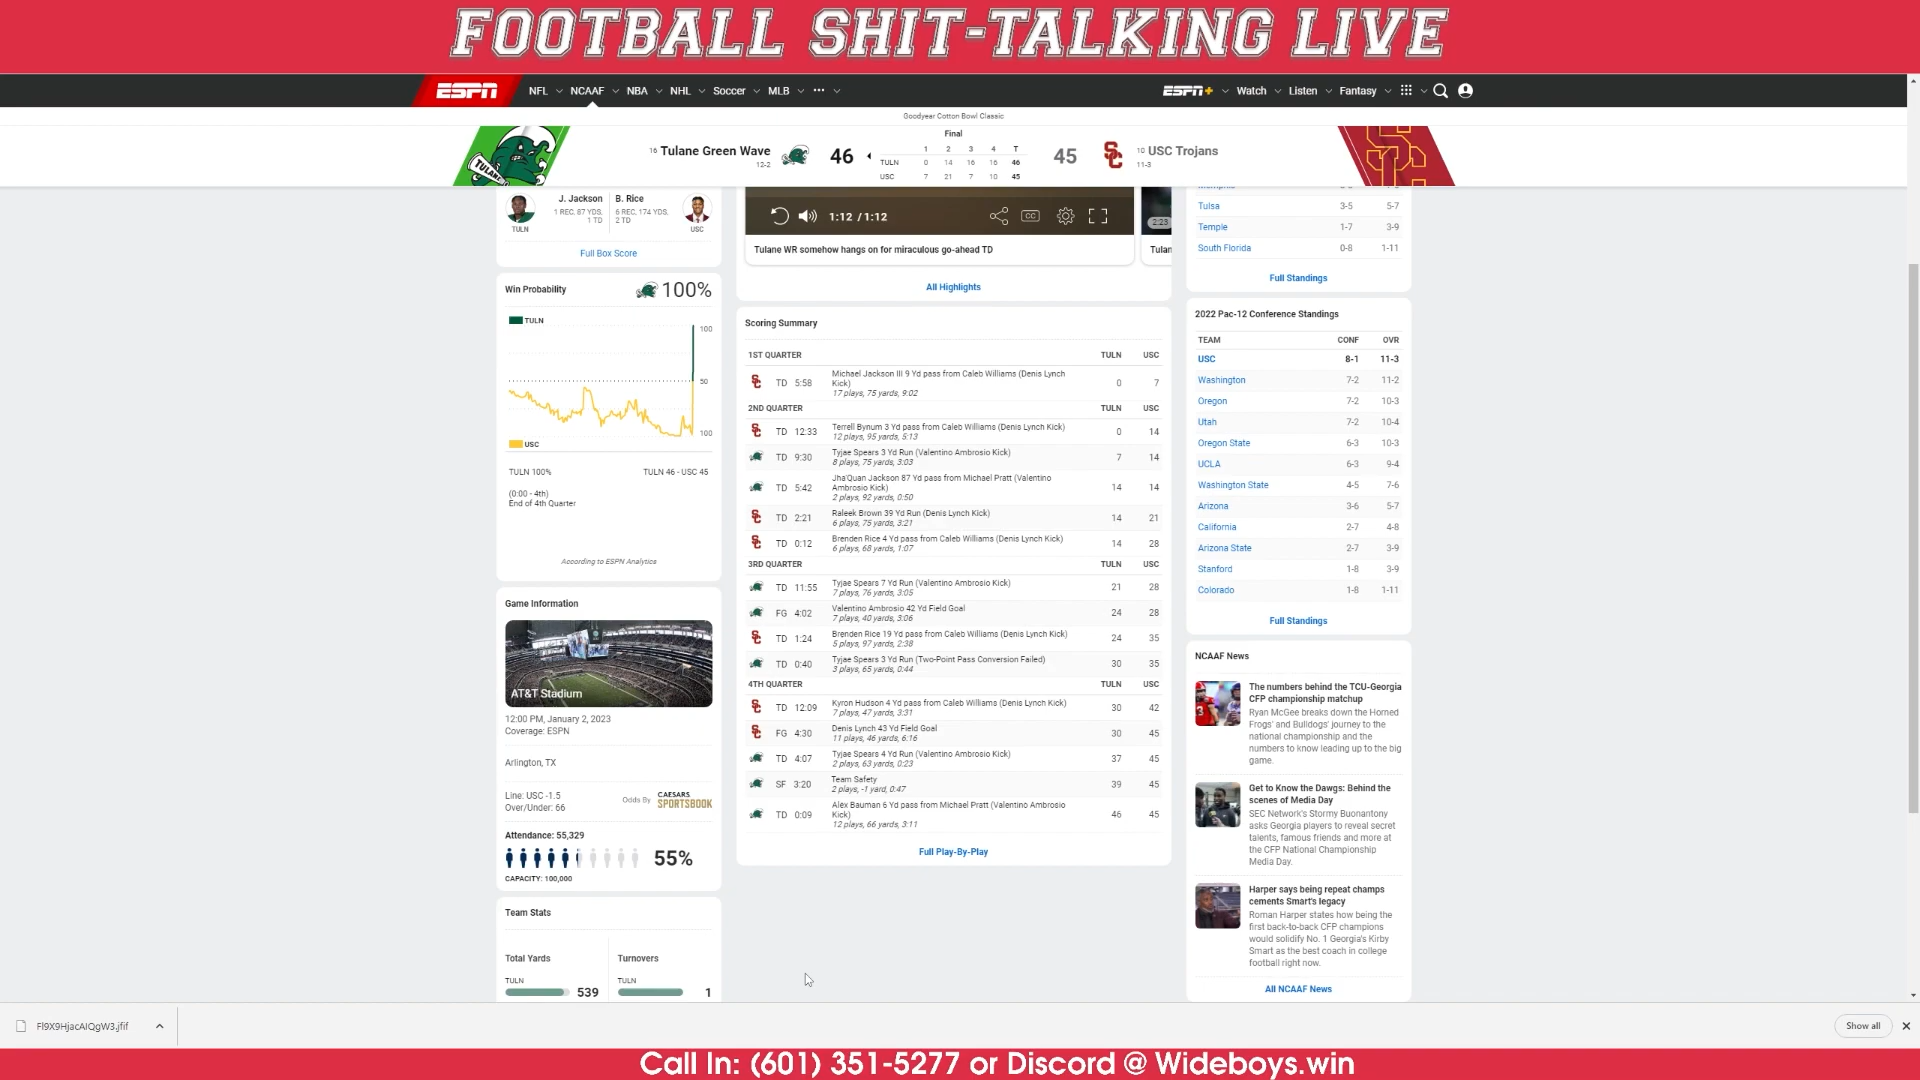 FOOTBALL SHIT-TALKING LIVE
ESPN NFL NCAAF NBA NHL Soccer MLB ESPN+ Watch Listen Fantasy
Goodyear Cotton Bowl Classic
Final
16 Tulane Green Wave
12-2
46
1 2 3 4 T
TULN 0 14 16 16 46
USC 7 21 7 10 45
45
10 USC Trojans
11-3
TULANE
J. Jackson
1 REC, 87 YDS,
1 TD
TULN
B. Rice
6 REC, 174 YDS,
2 TD
USC
Full Box Score
Win Probability
100%
TULN
100
50
100
USC
TULN 100%
TULN 46 - USC 45
(0:00 - 4th)
End of 4th Quarter
According to ESPN Analytics
Game Information
AT&T Stadium
12:00 PM, January 2, 2023
Coverage: ESPN
Arlington, TX
Line: USC -1.5
Over/Under: 66
Odds By CAESARS SPORTSBOOK
Attendance: 55,329
55%
CAPACITY: 100,000
Team Stats
Total Yards
TULN
539
Turnovers
TULN
1
1:12 / 1:12
CC
2:23
Tulane WR somehow hangs on for miraculous go-ahead TD
Tulan
All Highlights
Scoring Summary
1ST QUARTER TULN USC
TD 5:58 Michael Jackson III 9 Yd pass from Caleb Williams (Denis Lynch
Kick) 0 7
17 plays, 75 yards, 9:02
2ND QUARTER TULN USC
TD 12:33 Terrell Bynum 3 Yd pass from Caleb Williams (Denis Lynch Kick) 0 14
12 plays, 95 yards, 5:13
TD 9:30 Tyjae Spears 3 Yd Run (Valentino Ambrosio Kick) 7 14
8 plays, 75 yards, 3:03
TD 5:42 Jha'Quan Jackson 87 Yd pass from Michael Pratt (Valentino
Ambrosio Kick) 14 14
2 plays, 92 yards, 0:50
TD 2:21 Raleek Brown 39 Yd Run (Denis Lynch Kick) 14 21
6 plays, 75 yards, 3:21
TD 0:12 Brenden Rice 4 Yd pass from Caleb Williams (Denis Lynch Kick) 14 28
6 plays, 68 yards, 1:07
3RD QUARTER TULN USC
TD 11:55 Tyjae Spears 7 Yd Run (Valentino Ambrosio Kick) 21 28
7 plays, 76 yards, 3:05
FG 4:02 Valentino Ambrosio 42 Yd Field Goal 24 28
7 plays, 40 yards, 3:06
TD 1:24 Brenden Rice 19 Yd pass from Caleb Williams (Denis Lynch Kick) 24 35
5 plays, 97 yards, 2:38
TD 0:40 Tyjae Spears 3 Yd Run (Two-Point Pass Conversion Failed) 30 35
3 plays, 65 yards, 0:44
4TH QUARTER TULN USC
TD 12:09 Kyron Hudson 4 Yd pass from Caleb Williams (Denis Lynch Kick) 30 42
7 plays, 47 yards, 3:31
FG 4:30 Denis Lynch 43 Yd Field Goal 30 45
11 plays, 46 yards, 6:16
TD 4:07 Tyjae Spears 4 Yd Run (Valentino Ambrosio Kick) 37 45
2 plays, 63 yards, 0:23
SF 3:20 Team Safety 39 45
2 plays, -1 yard, 0:47
TD 0:09 Alex Bauman 6 Yd pass from Michael Pratt (Valentino Ambrosio
Kick) 46 45
12 plays, 66 yards, 3:11
Full Play-By-Play
Tulsa 3-5 5-7
Temple 1-7 3-9
South Florida 0-8 1-11
Full Standings
2022 Pac-12 Conference Standings
TEAM CONF OVR
USC 8-1 11-3
Washington 7-2 11-2
Oregon 7-2 10-3
Utah 7-2 10-4
Oregon State 6-3 10-3
UCLA 6-3 9-4
Washington State 4-5 7-6
Arizona 3-6 5-7
California 2-7 4-8
Arizona State 2-7 3-9
Stanford 1-8 3-9
Colorado 1-8 1-11
Full Standings
NCAAF News
The numbers behind the TCU-Georgia
CFP championship matchup
Ryan McGee breaks down the Horned
Frogs' and Bulldogs' journey to the
national championship and the
numbers to know leading up to the big
game.
Get to Know the Dawgs: Behind the
scenes of Media Day
SEC Network's Stormy Buonantony
asks Georgia players to reveal secret
talents, famous friends and more at
the CFP National Championship
Media Day.
Harper says being repeat champs
cements Smart's legacy
Roman Harper states how being the
first back-to-back CFP champions
would solidify No. 1 Georgia's Kirby
Smart as the best coach in college
football right now.
All NCAAF News
Fl9X9HjacAIQgW3.jfif
Show all
Call In: (601) 351-5277 or Discord @ Wideboys.win